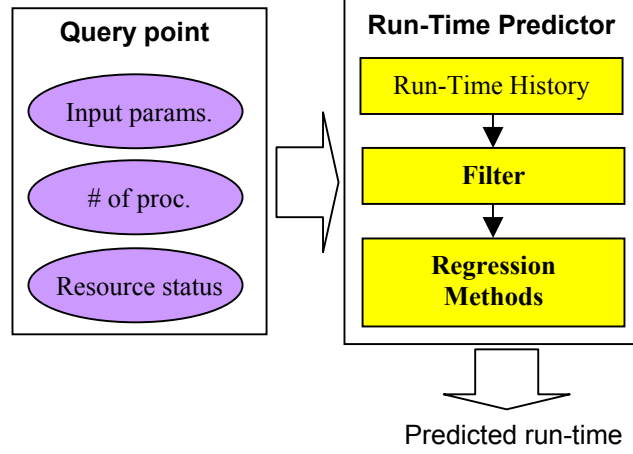 Query point
Input params.
# of proc.
Resource status
Run-Time Predictor
Run-Time History
Filter
Regression
Methods
Predicted run-time